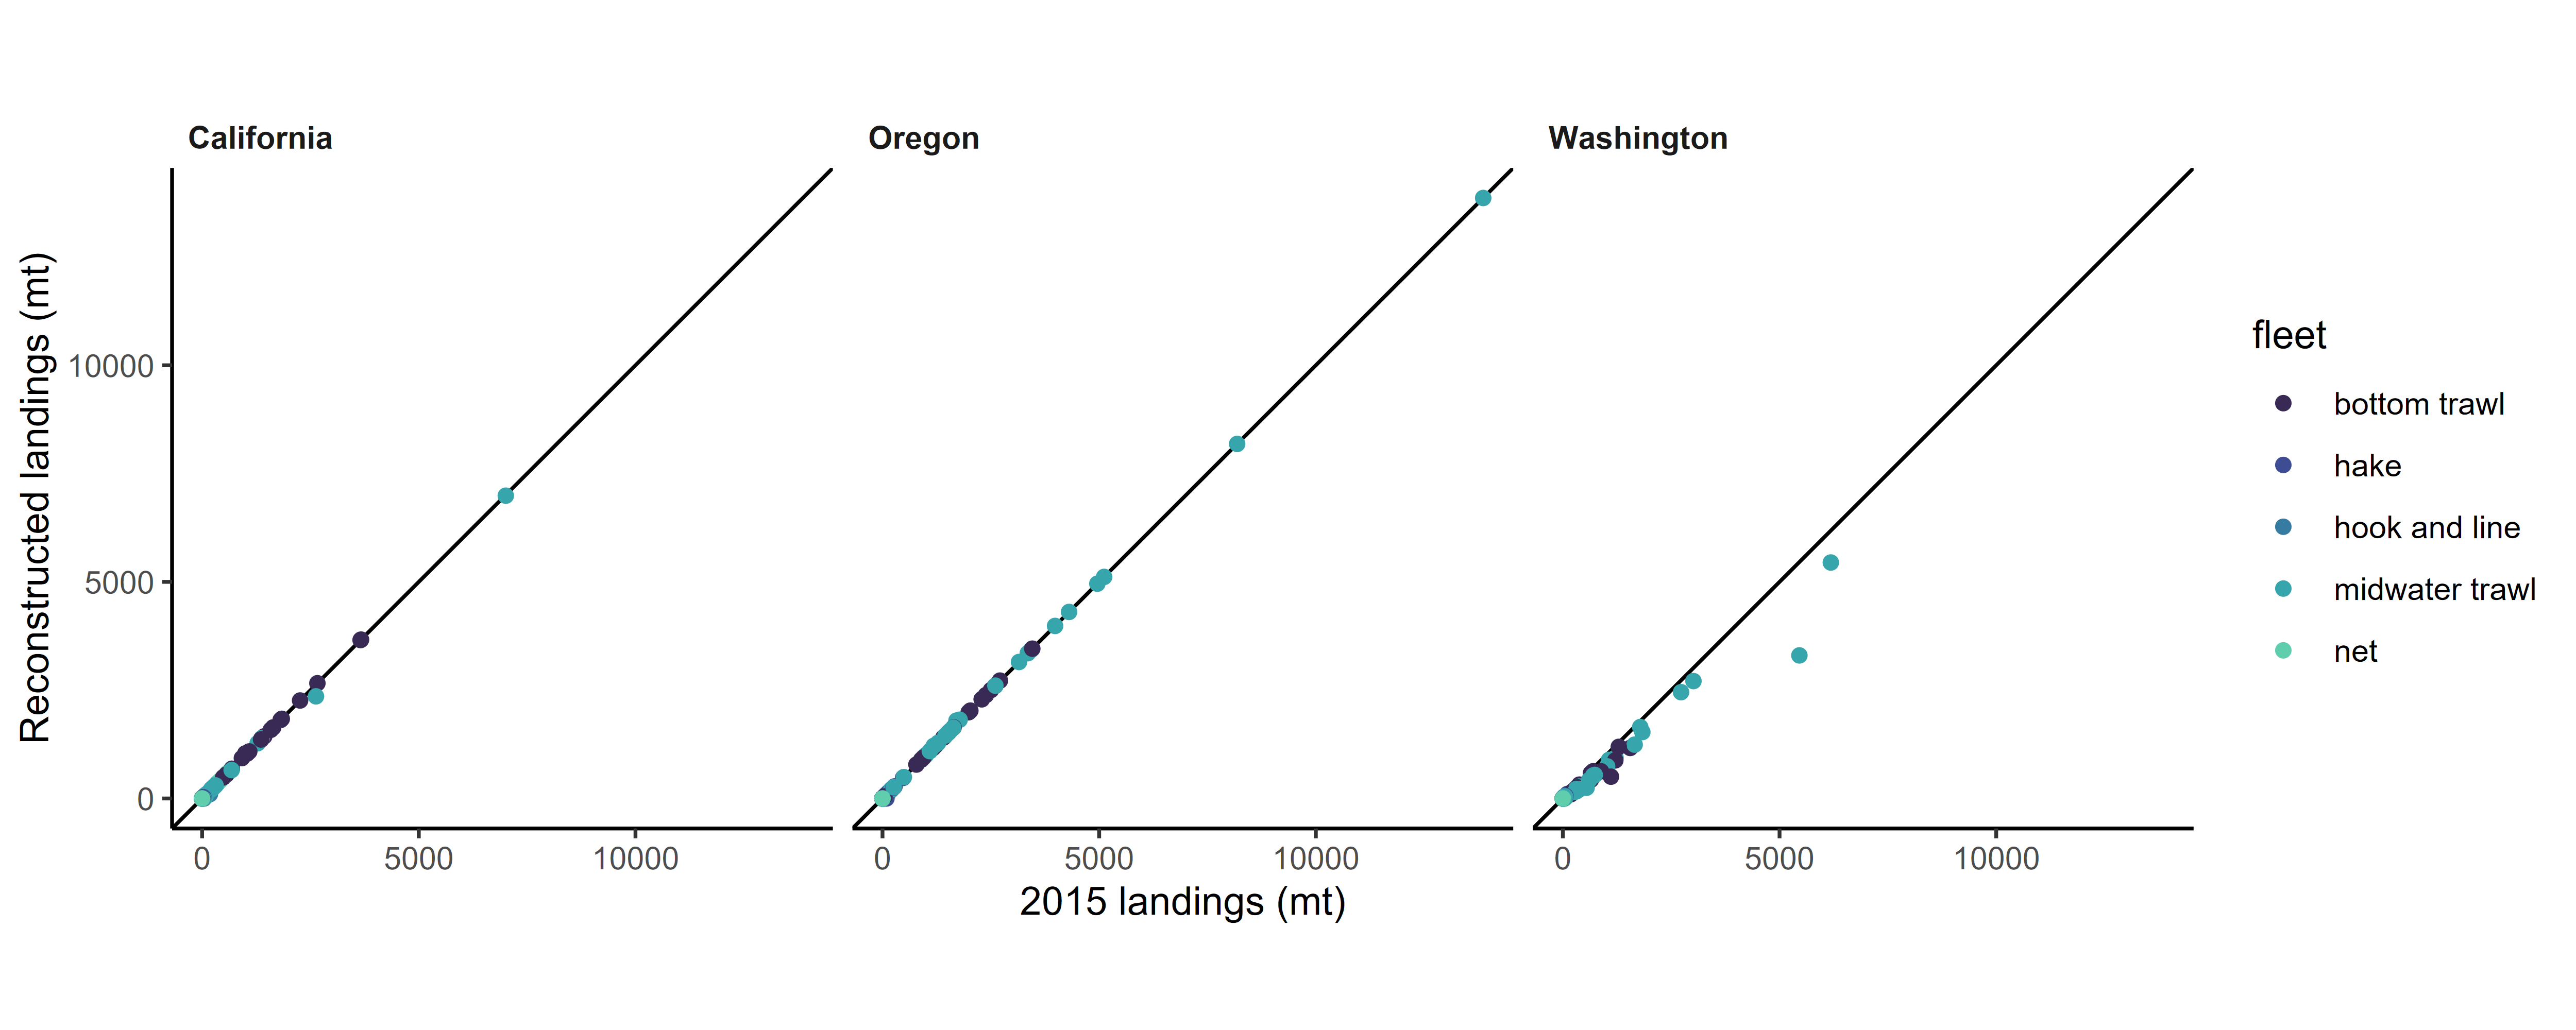 California
Oregon
Washington
Reconstructed landings (mt)
10000
5000
0
0 5000 10000
0 5000 10000
0 5000 10000
2015 landings (mt)
fleet
bottom trawl
hake
hook and line
midwater trawl
net